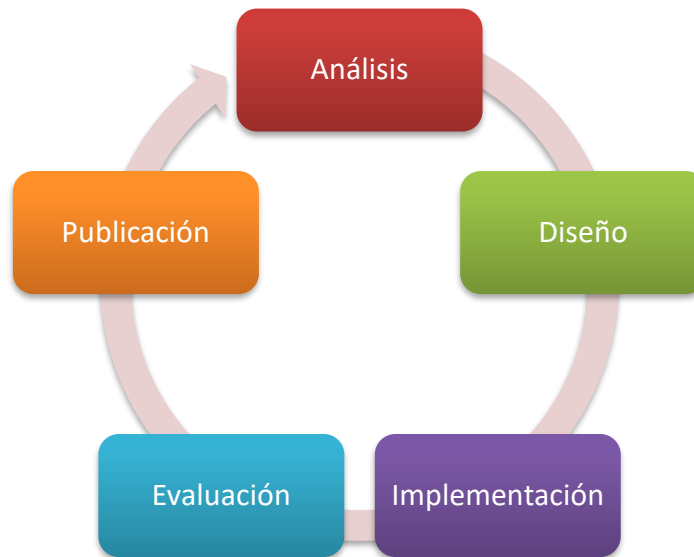 Análisis
Diseño
Implementación
Evaluación
Publicación